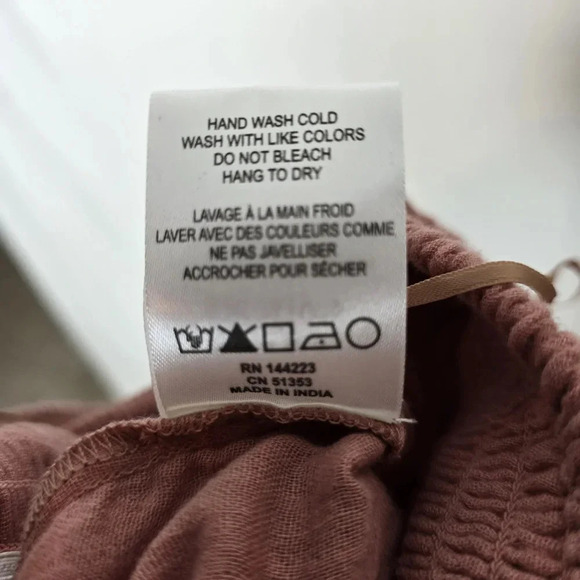 HAND WASH COLD
WASH WITH LIKE COLORS
DO NOT BLEACH
HANG TO DRY
LAVAGE À LA MAIN FROID
LAVER AVEC DES COULEURS COMME
NE PAS JAVELLISER
ACCROCHER POUR SÉCHER
RN 144223
CN 51353
MADE IN INDIA